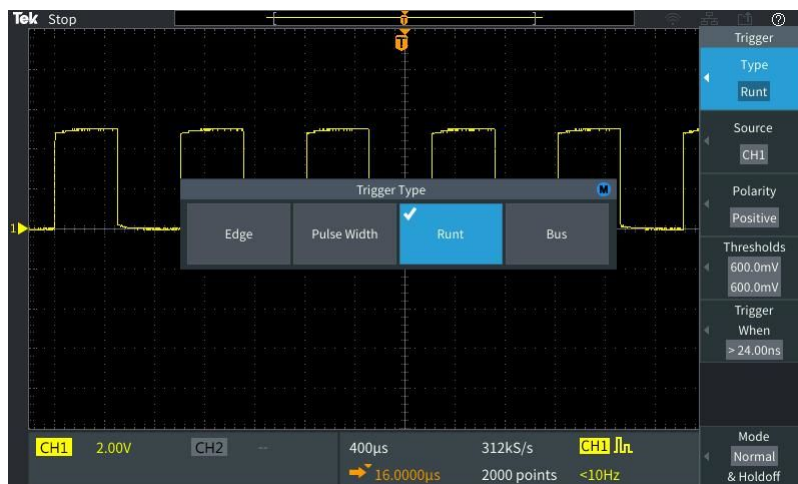 Tek Stop
T
T
?
Trigger
Type
Runt
Source
CH1
Polarity
Positive
Thresholds
600.0mV
600.0mV
Trigger
When
> 24.00ns
Mode
Normal
& Holdoff
Trigger Type M
Edge Pulse Width Runt Bus
1
CH1 2.00V CH2 -- 400µs 312kS/s CH1
16.0000µs 2000 points <10Hz